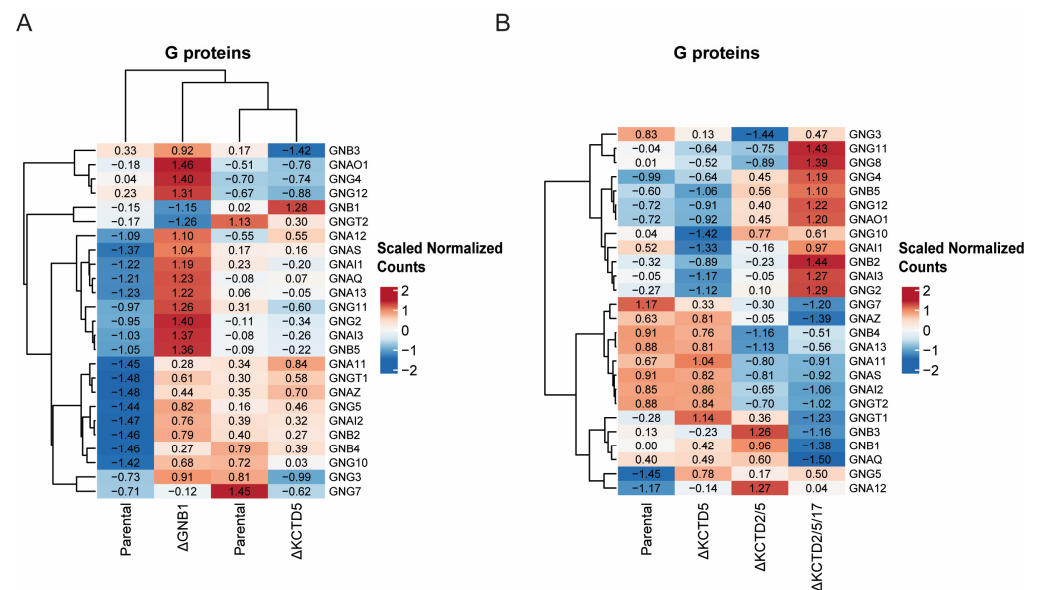 A
G proteins
0.33 0.92 0.17 −1.42 GNB3
−0.18 1.46 −0.51 −0.76 GNAO1
0.04 1.40 −0.70 −0.74 GNG4
0.23 1.31 −0.67 −0.88 GNG12
−0.15 −1.15 0.02 1.28 GNB1
−0.17 −1.26 1.13 0.30 GNGT2
−1.09 1.10 −0.55 0.55 GNA12
−1.37 1.04 0.17 0.16 GNAS
−1.22 1.19 0.23 −0.20 GNAI1
−1.21 1.23 −0.08 0.07 GNAQ
−1.23 1.22 0.06 −0.05 GNA13
−0.97 1.26 0.31 −0.60 GNG11
−0.95 1.40 −0.11 −0.34 GNG2
−1.03 1.37 −0.08 −0.26 GNAI3
−1.05 1.36 −0.09 −0.22 GNB5
−1.45 0.28 0.34 0.84 GNA11
−1.48 0.61 0.30 0.58 GNGT1
−1.48 0.44 0.35 0.70 GNAZ
−1.44 0.82 0.16 0.46 GNG5
−1.47 0.76 0.39 0.32 GNAI2
−1.46 0.79 0.40 0.27 GNB2
−1.46 0.27 0.79 0.39 GNB4
−1.42 0.68 0.72 0.03 GNG10
−0.73 0.91 0.81 −0.99 GNG3
−0.71 −0.12 1.45 −0.62 GNG7
Parental ΔGNB1 Parental ΔKCTD5
Scaled Normalized
Counts
2
1
0
−1
−2
B
G proteins
0.83 0.13 −1.44 0.47 GNG3
−0.04 −0.64 −0.75 1.43 GNG11
0.01 −0.52 −0.89 1.39 GNG8
−0.99 −0.64 0.45 1.19 GNG4
−0.60 −1.06 0.56 1.10 GNB5
−0.72 −0.91 0.40 1.22 GNG12
−0.72 −0.92 0.45 1.20 GNAO1
0.04 −1.42 0.77 0.61 GNG10
0.52 −1.33 −0.16 0.97 GNAI1
−0.32 −0.89 −0.23 1.44 GNB2
−0.05 −1.17 −0.05 1.27 GNAI3
−0.27 −1.12 0.10 1.29 GNG2
1.17 0.33 −0.30 −1.20 GNG7
0.63 0.81 −0.05 −1.39 GNAZ
0.91 0.76 −1.16 −0.51 GNB4
0.88 0.81 −1.13 −0.56 GNA13
0.67 1.04 −0.80 −0.91 GNA11
0.91 0.82 −0.81 −0.92 GNAS
0.85 0.86 −0.65 −1.06 GNAI2
0.88 0.84 −0.70 −1.02 GNGT2
−0.28 1.14 0.36 −1.23 GNGT1
0.13 −0.23 1.26 −1.16 GNB3
0.00 0.42 0.96 −1.38 GNB1
0.40 0.49 0.60 −1.50 GNAQ
−1.45 0.78 0.17 0.50 GNG5
−1.17 −0.14 1.27 0.04 GNA12
Parental ΔKCTD5 ΔKCTD2/5 ΔKCTD2/5/17
Scaled Normalized
Counts
2
1
0
−1
−2